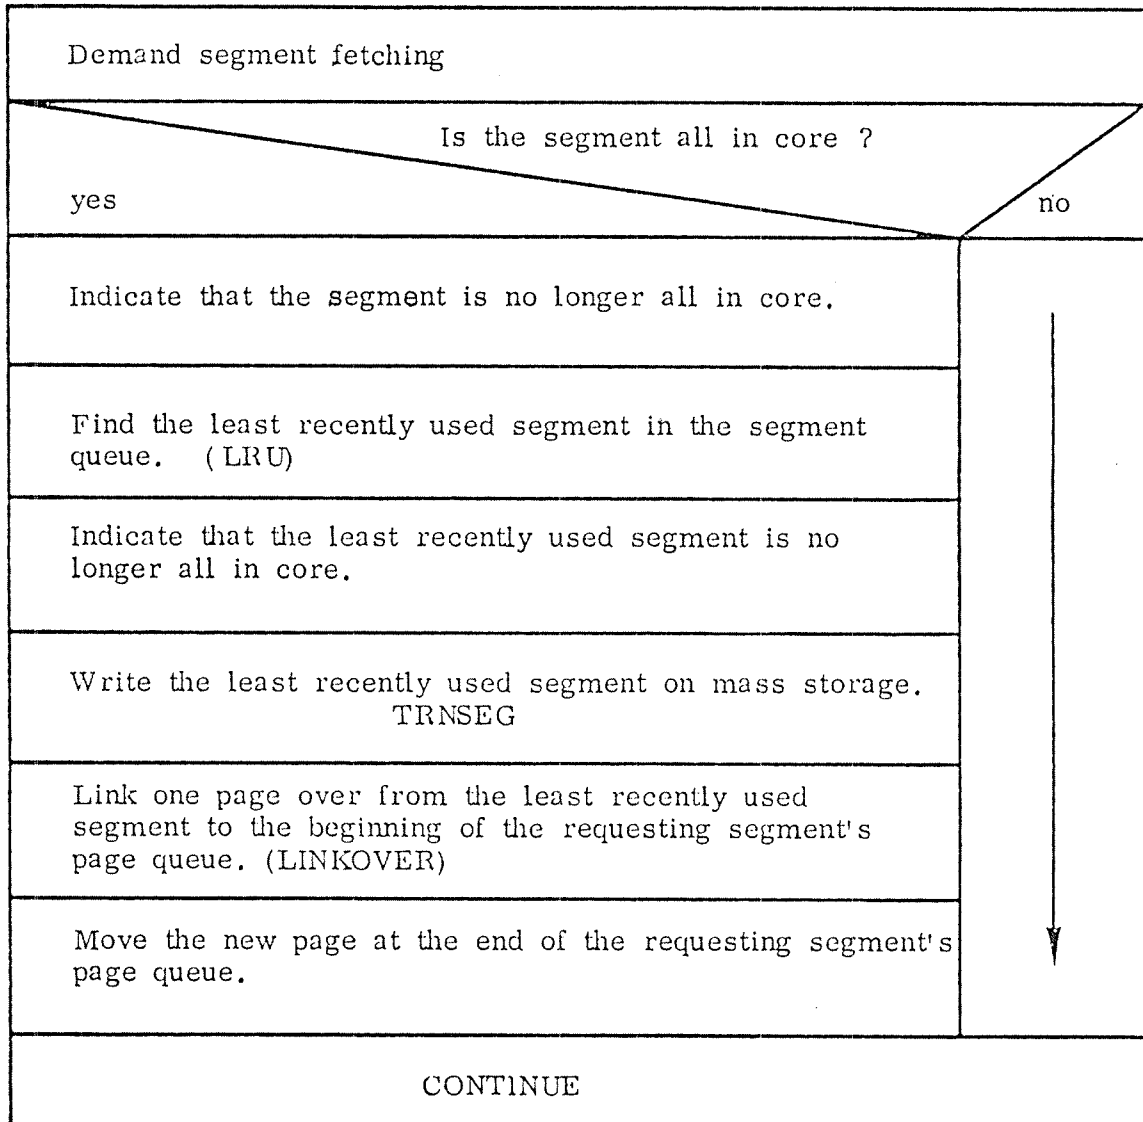 Demand segment fetching
Is the segment all in core ?
yes
no
Indicate that the segment is no longer all in core.
Find the least recently used segment in the segment
queue. (LRU)
Indicate that the least recently used segment is no
longer all in core.
Write the least recently used segment on mass storage.
TRNSEG
Link one page over from the least recently used
segment to the beginning of the requesting segment's
page queue. (LINKOVER)
Move the new page at the end of the requesting segment's
page queue.
CONTINUE